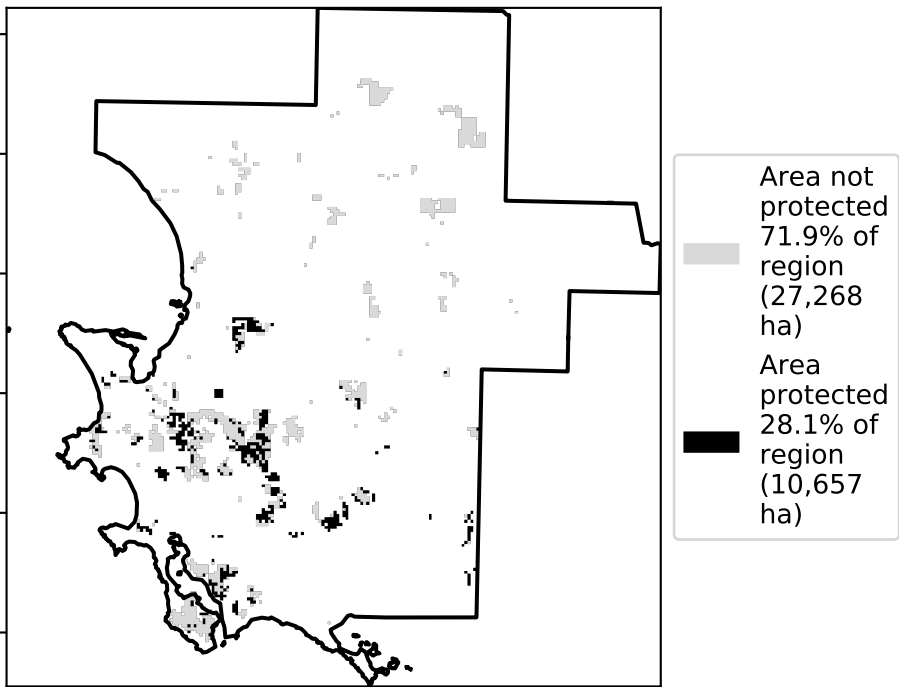 Area not
protected
71.9% of
region
(27,268
ha)
Area
protected
28.1% of
region
(10,657
ha)